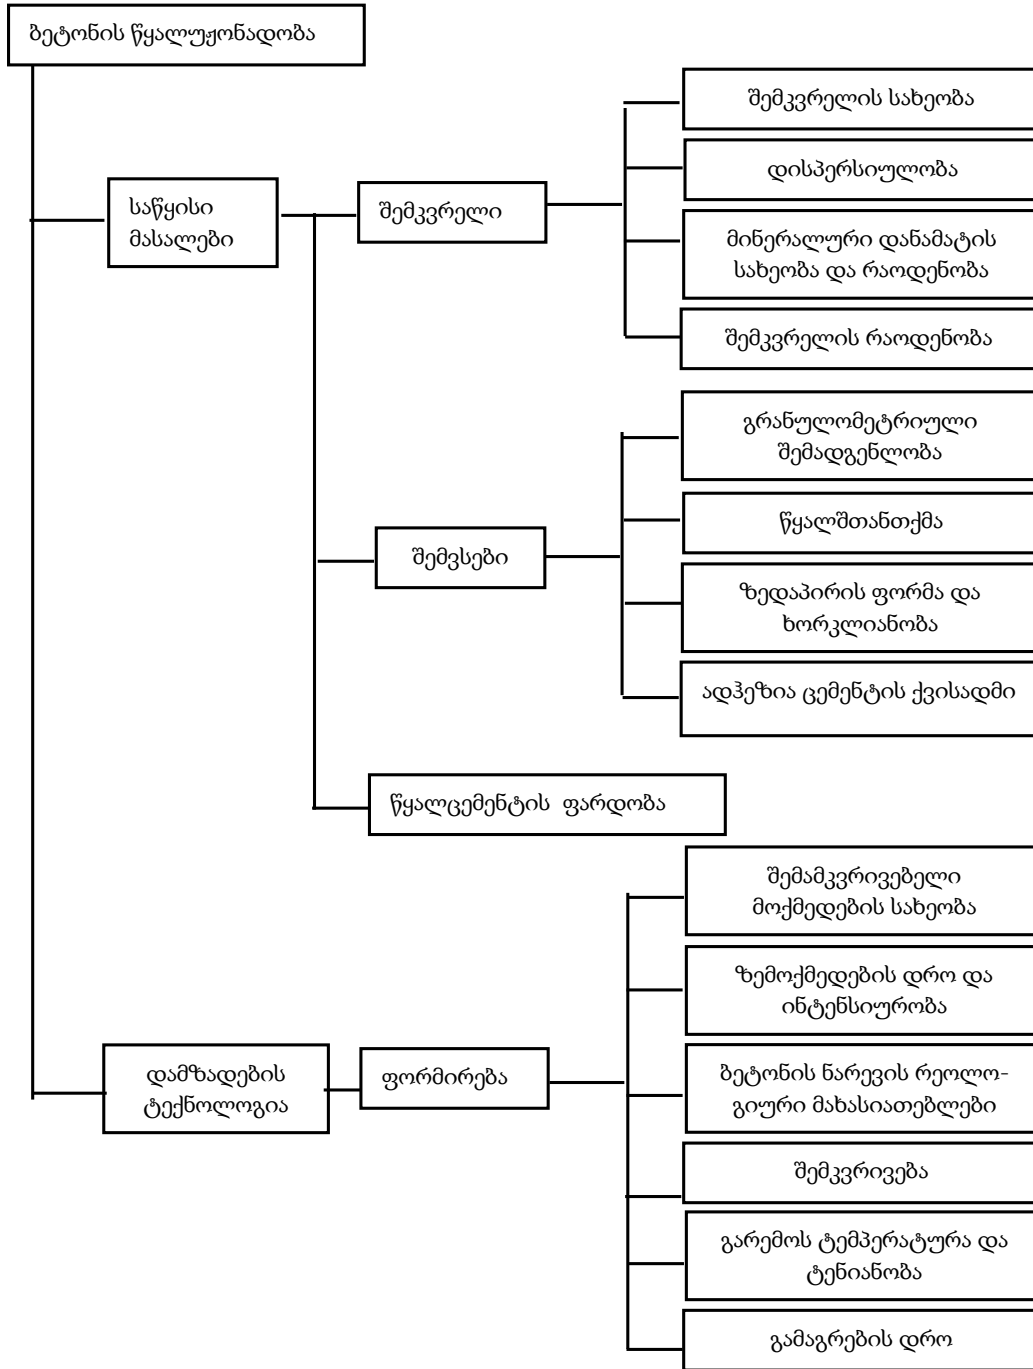 ბეტონის წყალუჟონადობა
საწყისი
მასალები
შემკვრელი
შემკვრელის სახეობა
დისპერსიულობა
მინერალური დანამატის
სახეობა და რაოდენობა
შემკვრელის რაოდენობა
შემვსები
გრანულომეტრიული
შემადგენლობა
წყალშთანთქმა
ზედაპირის ფორმა და
ხორკლიანობა
ადჰეზია ცემენტის ქვისადმი
წყალცემენტის ფარდობა
დამზადების
ტექნოლოგია
ფორმირება
შემამკვრივებელი
მოქმედების სახეობა
ზემოქმედების დრო და
ინტენსიურობა
ბეტონის ნარევის რეოლო-
გიური მახასიათებლები
შემკვრივება
გარემოს ტემპერატურა და
ტენიანობა
გამაგრების დრო